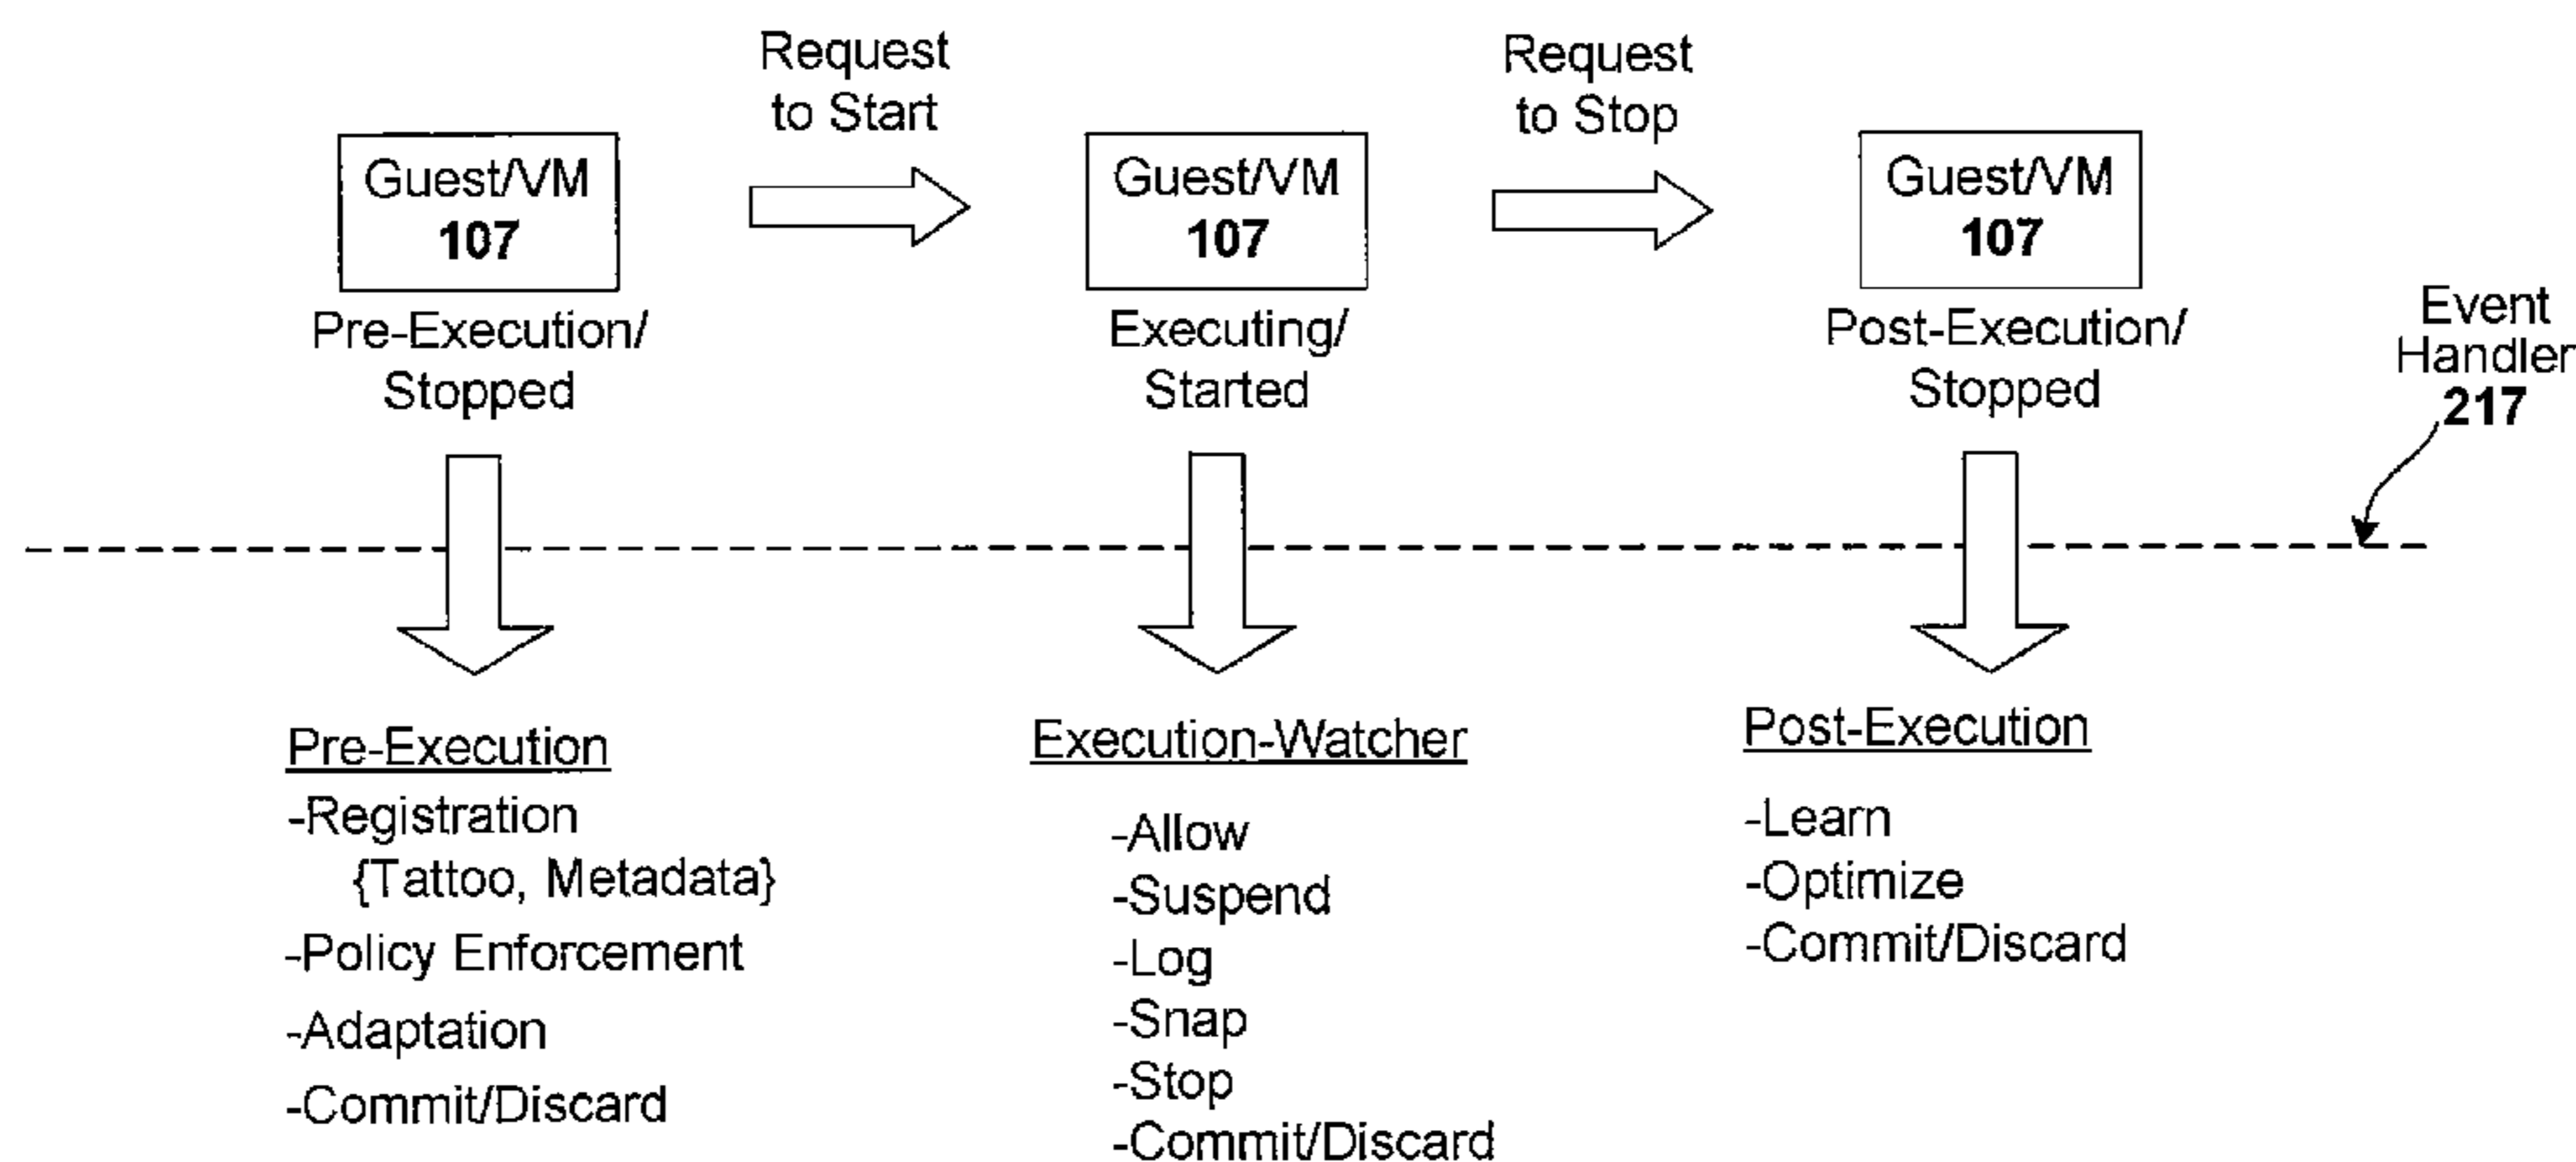 Request
to Start
Request
to Stop
Guest/VM
107
Guest/VM
107
Guest/VM
107
Pre-Execution/
Stopped
Executing/
Started
Post-Execution/
Stopped
Event
Handler
217
Pre-Execution
-Registration
{Tattoo, Metadata}
-Policy Enforcement
-Adaptation
-Commit/Discard
Execution-Watcher
-Allow
-Suspend
-Log
-Snap
-Stop
-Commit/Discard
Post-Execution
-Learn
-Optimize
-Commit/Discard